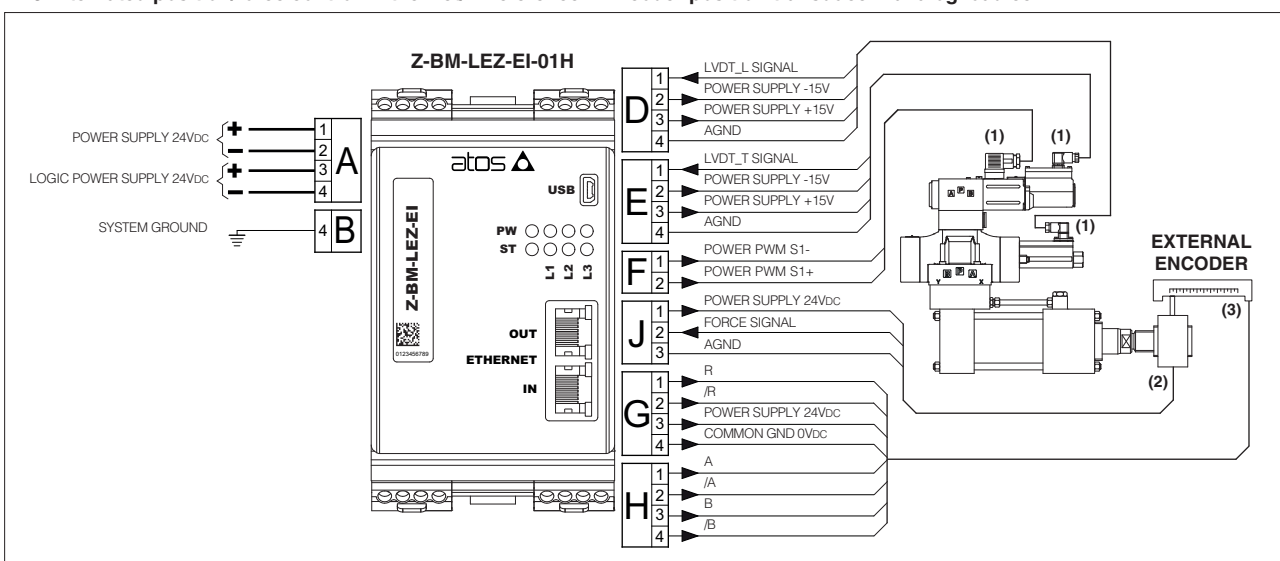 Z-BM-LEZ-EI-01H
POWER SUPPLY 24VDC
+
-
LOGIC POWER SUPPLY 24VDC
+
-
1
2
3
4
A
SYSTEM GROUND
4
B
atos
Z-BM-LEZ-EI
0123456789
USB
PW
ST
L1
L2
L3
OUT
ETHERNET
IN
D
1 LVDT_L SIGNAL
2 POWER SUPPLY -15V
3 POWER SUPPLY +15V
4 AGND
E
1 LVDT_T SIGNAL
2 POWER SUPPLY -15V
3 POWER SUPPLY +15V
4 AGND
F
1 POWER PWM S1-
2 POWER PWM S1+
J
1 POWER SUPPLY 24VDC
2 FORCE SIGNAL
3 AGND
G
1 R
2 /R
3 POWER SUPPLY 24VDC
4 COMMON GND 0VDC
H
1 A
2 /A
3 B
4 /B
(1)
(1)
A P B
(1)
B P A
Y
X
EXTERNAL
ENCODER
(3)
(2)